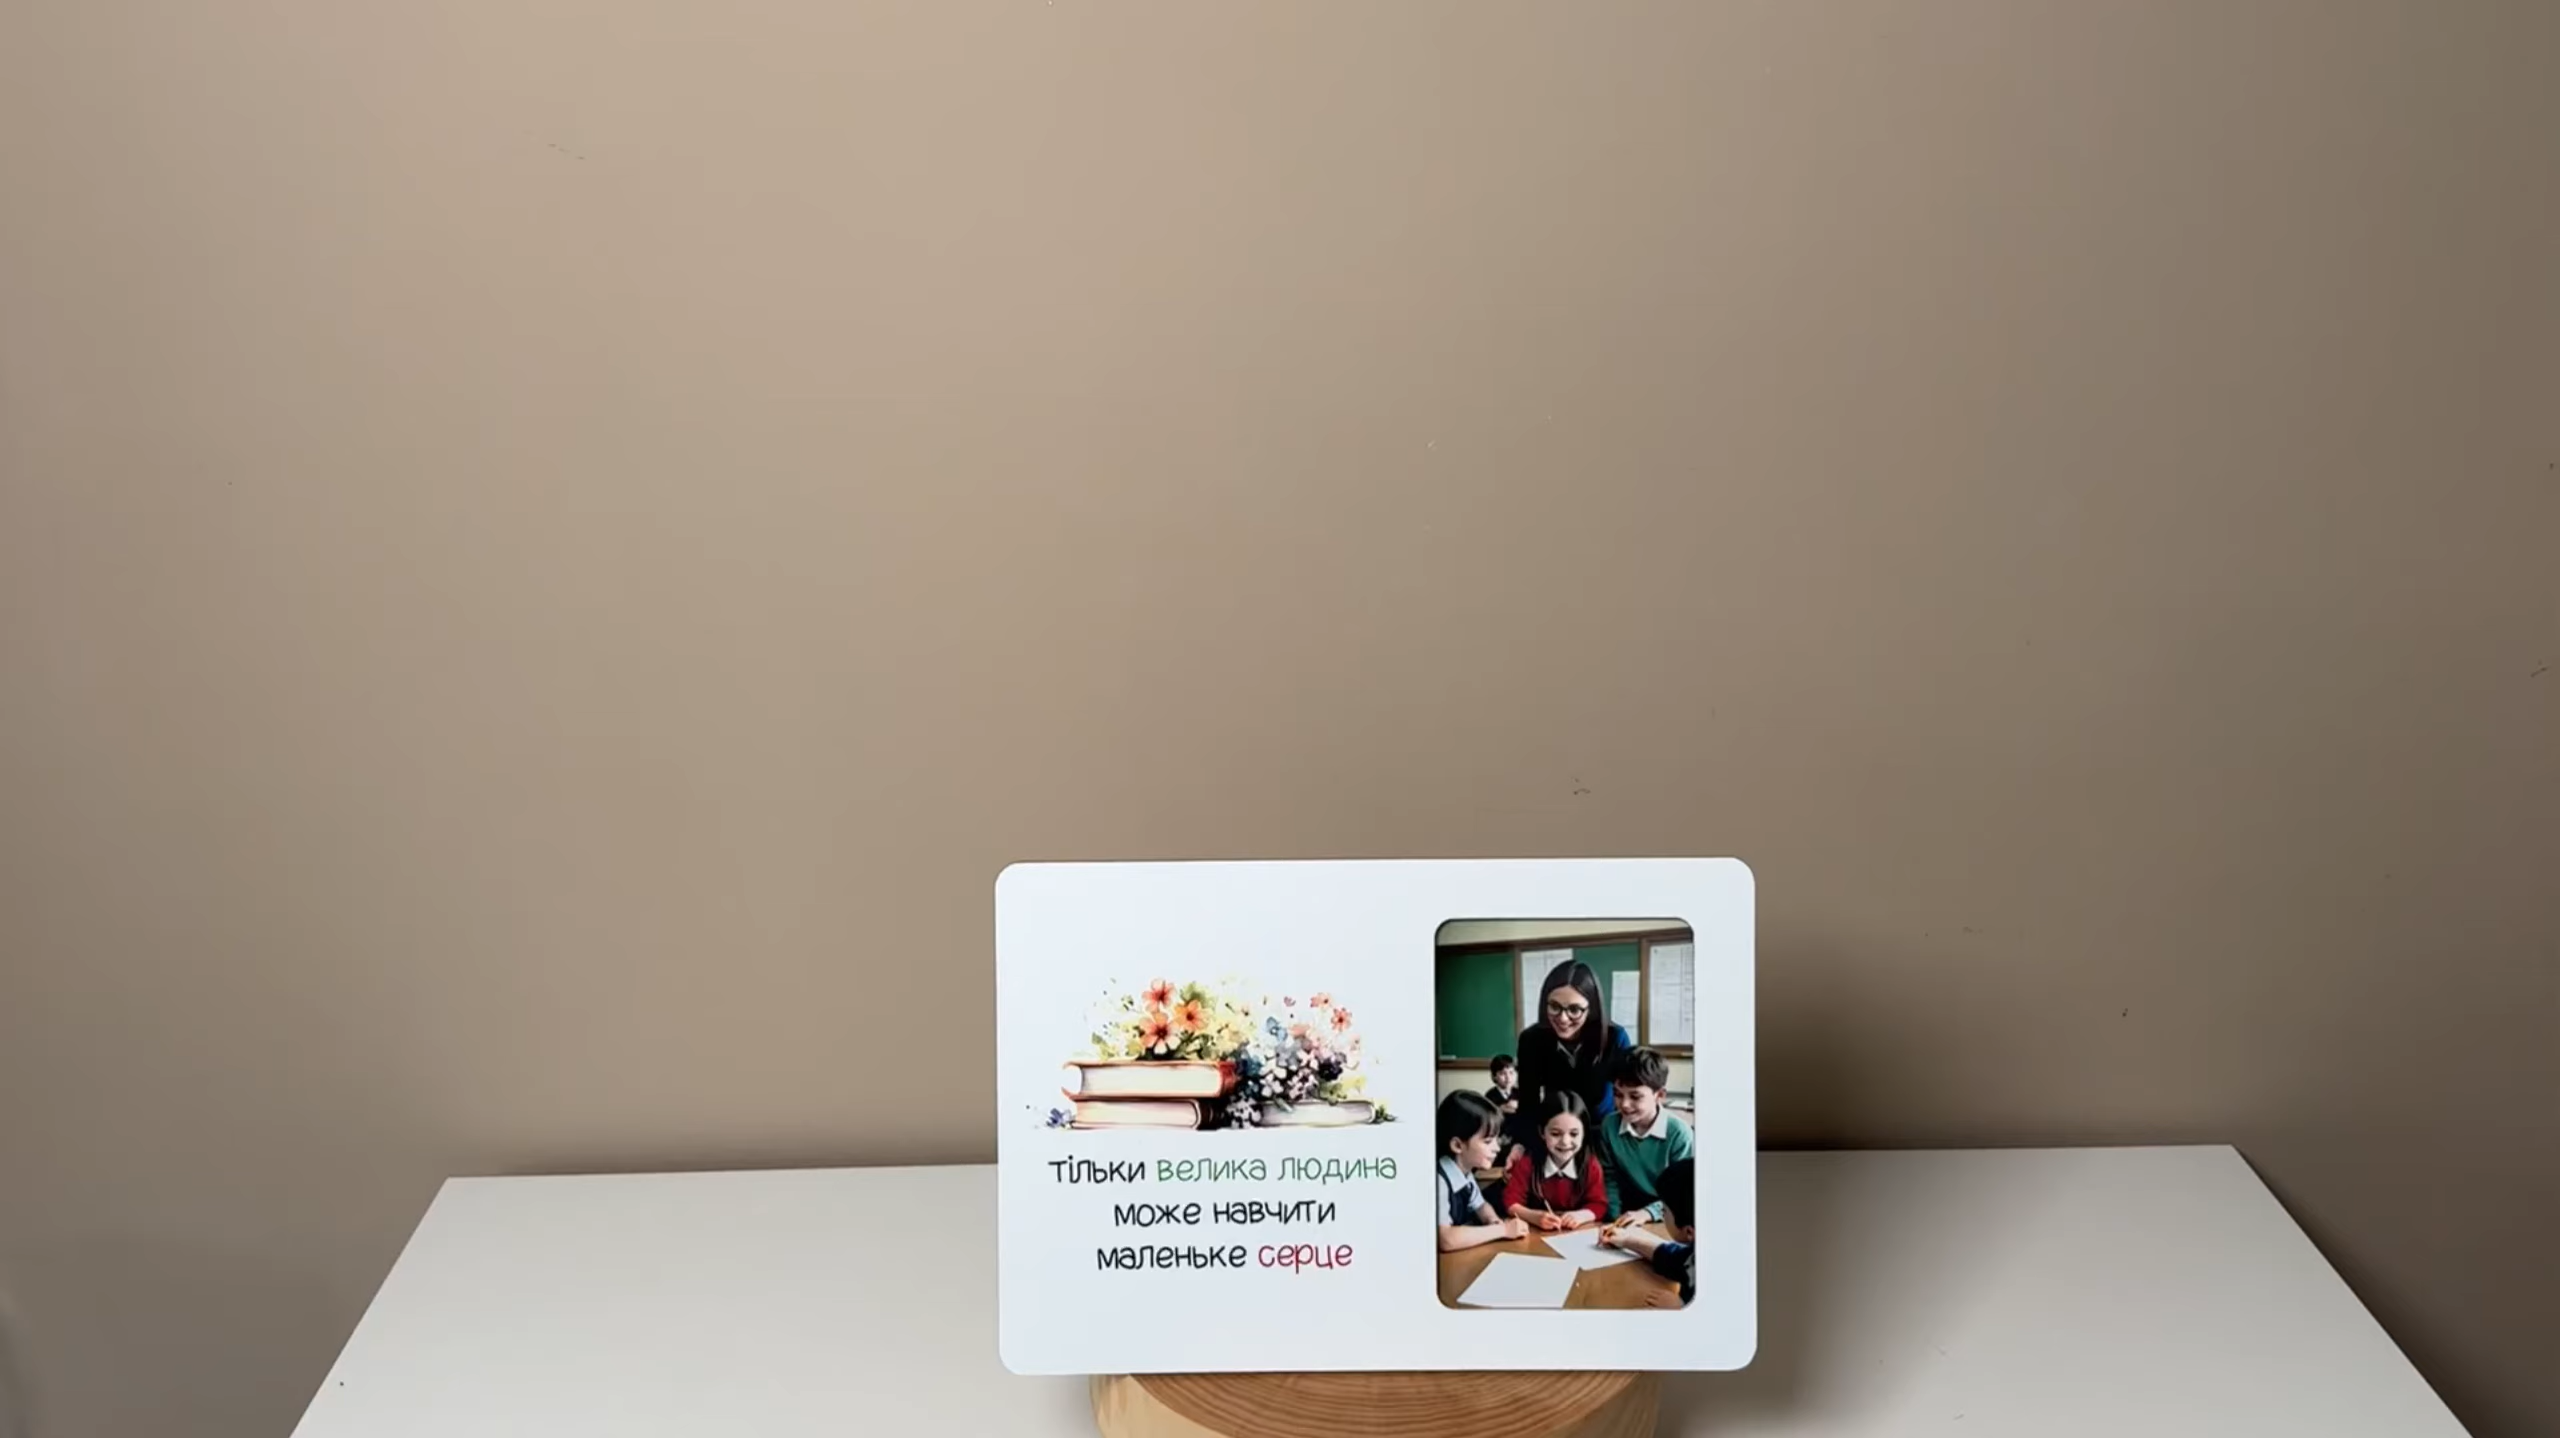 тільки велика людина
може навчити
маленьке серце